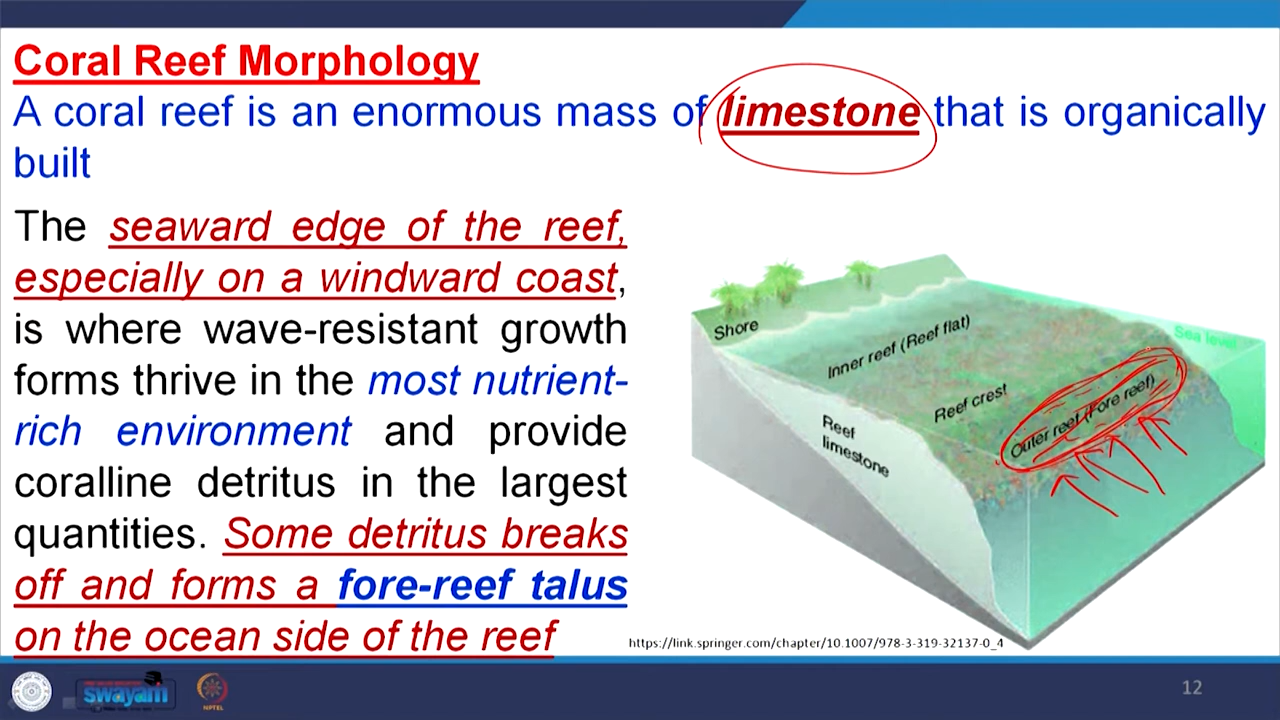 Coral Reef Morphology
A coral reef is an enormous mass of limestone that is organically
built
The seaward edge of the reef,
especially on a windward coast,
is where wave-resistant growth
forms thrive in the most nutrient-
rich environment and provide
coralline detritus in the largest
quantities. Some detritus breaks
off and forms a fore-reef talus
on the ocean side of the reef
Shore
Inner reef (Reef flat)
Sea level
Reef crest
Outer reef (Fore reef)
Reef
limestone
https://link.springer.com/chapter/10.1007/978-3-319-32137-0_4
swayam
NPTEL
12